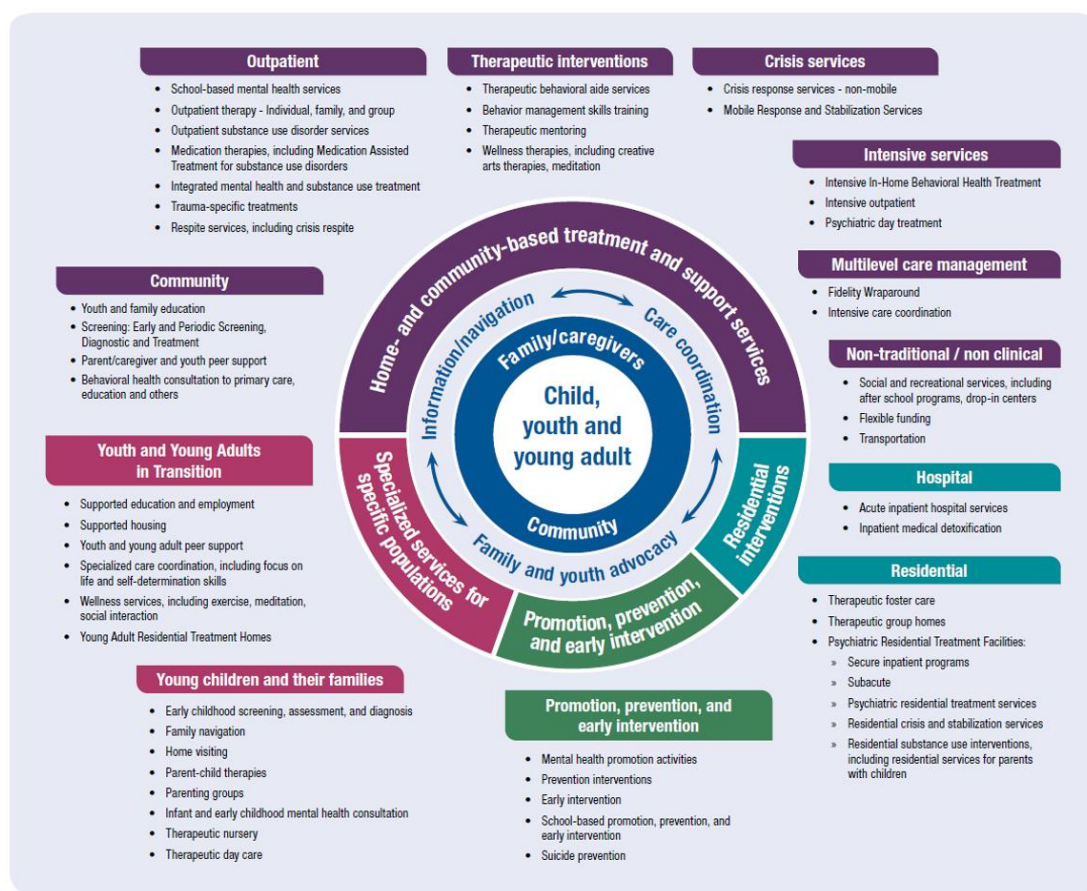 Outpatient
• School-based mental health services
• Outpatient therapy - Individual, family, and group
• Outpatient substance use disorder services
• Medication therapies, including Medication Assisted
Treatment for substance use disorders
• Integrated mental health and substance use treatment
• Trauma-specific treatments
• Respite services, including crisis respite
Therapeutic interventions
• Therapeutic behavioral aide services
• Behavior management skills training
• Therapeutic mentoring
• Wellness therapies, including creative
arts therapies, meditation
Crisis services
• Crisis response services - non-mobile
• Mobile Response and Stabilization Services
Intensive services
• Intensive In-Home Behavioral Health Treatment
• Intensive outpatient
• Psychiatric day treatment
Community
• Youth and family education
• Screening: Early and Periodic Screening,
Diagnostic and Treatment
• Parent/caregiver and youth peer support
• Behavioral health consultation to primary care,
education and others
Multilevel care management
• Fidelity Wraparound
• Intensive care coordination
Non-traditional / non clinical
• Social and recreational services, including
after school programs, drop-in centers
• Flexible funding
• Transportation
Home- and community-based treatment and support services
Information/navigation
Care coordination
Family/caregivers
Child,
youth and
young adult
Community
Family and youth advocacy
Specialized services for
specific populations
Promotion, prevention,
and early intervention
Residential
interventions
Youth and Young Adults
in Transition
• Supported education and employment
• Supported housing
• Youth and young adult peer support
• Specialized care coordination, including focus on
life and self-determination skills
• Wellness services, including exercise, meditation,
social interaction
• Young Adult Residential Treatment Homes
Hospital
• Acute inpatient hospital services
• Inpatient medical detoxification
Residential
• Therapeutic foster care
• Therapeutic group homes
• Psychiatric Residential Treatment Facilities:
» Secure inpatient programs
» Subacute
» Psychiatric residential treatment services
» Residential crisis and stabilization services
» Residential substance use interventions,
including residential services for parents
with children
Young children and their families
• Early childhood screening, assessment, and diagnosis
• Family navigation
• Home visiting
• Parent-child therapies
• Parenting groups
• Infant and early childhood mental health consultation
• Therapeutic nursery
• Therapeutic day care
Promotion, prevention, and
early intervention
• Mental health promotion activities
• Prevention interventions
• Early intervention
• School-based promotion, prevention, and
early intervention
• Suicide prevention